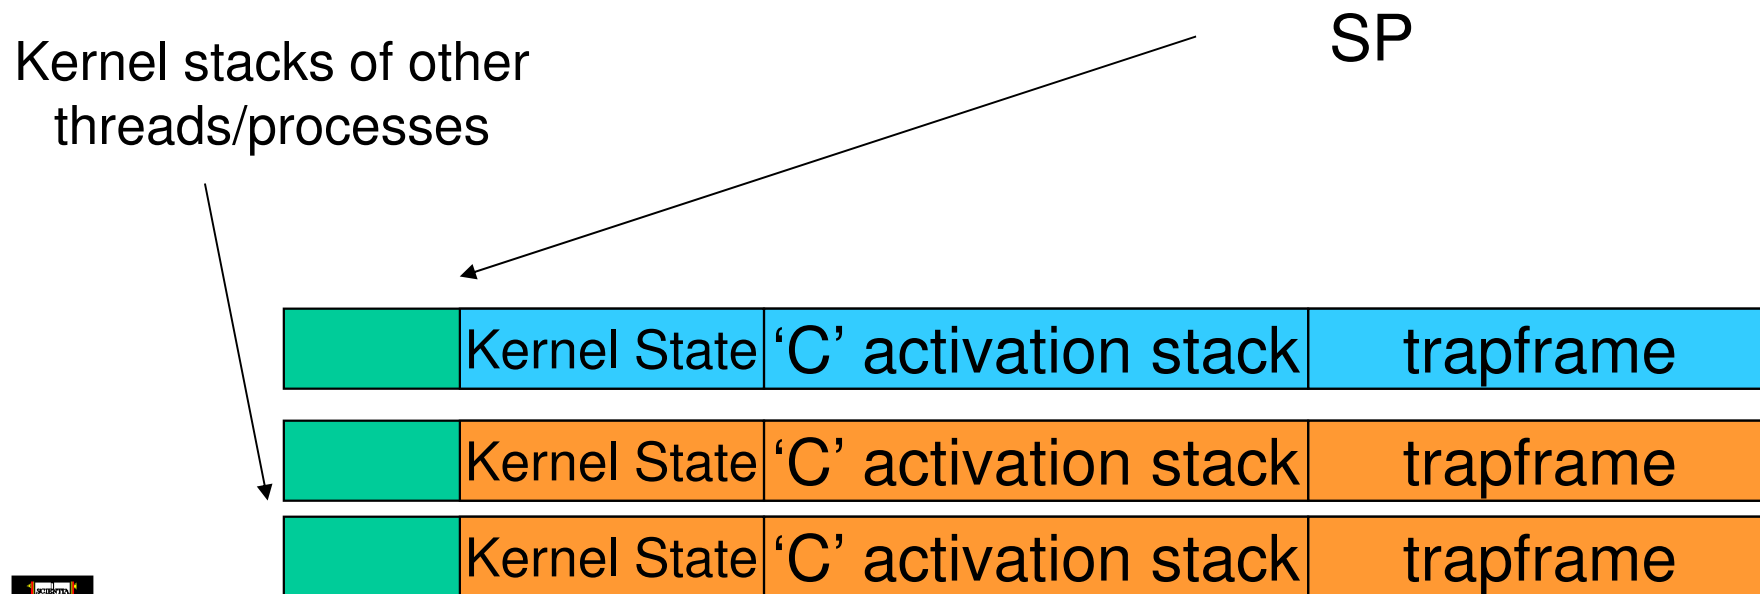 SP
Kernel stacks of other
threads/processes
Kernel State ‘C’ activation stack trapframe
Kernel State ‘C’ activation stack trapframe
Kernel State ‘C’ activation stack trapframe